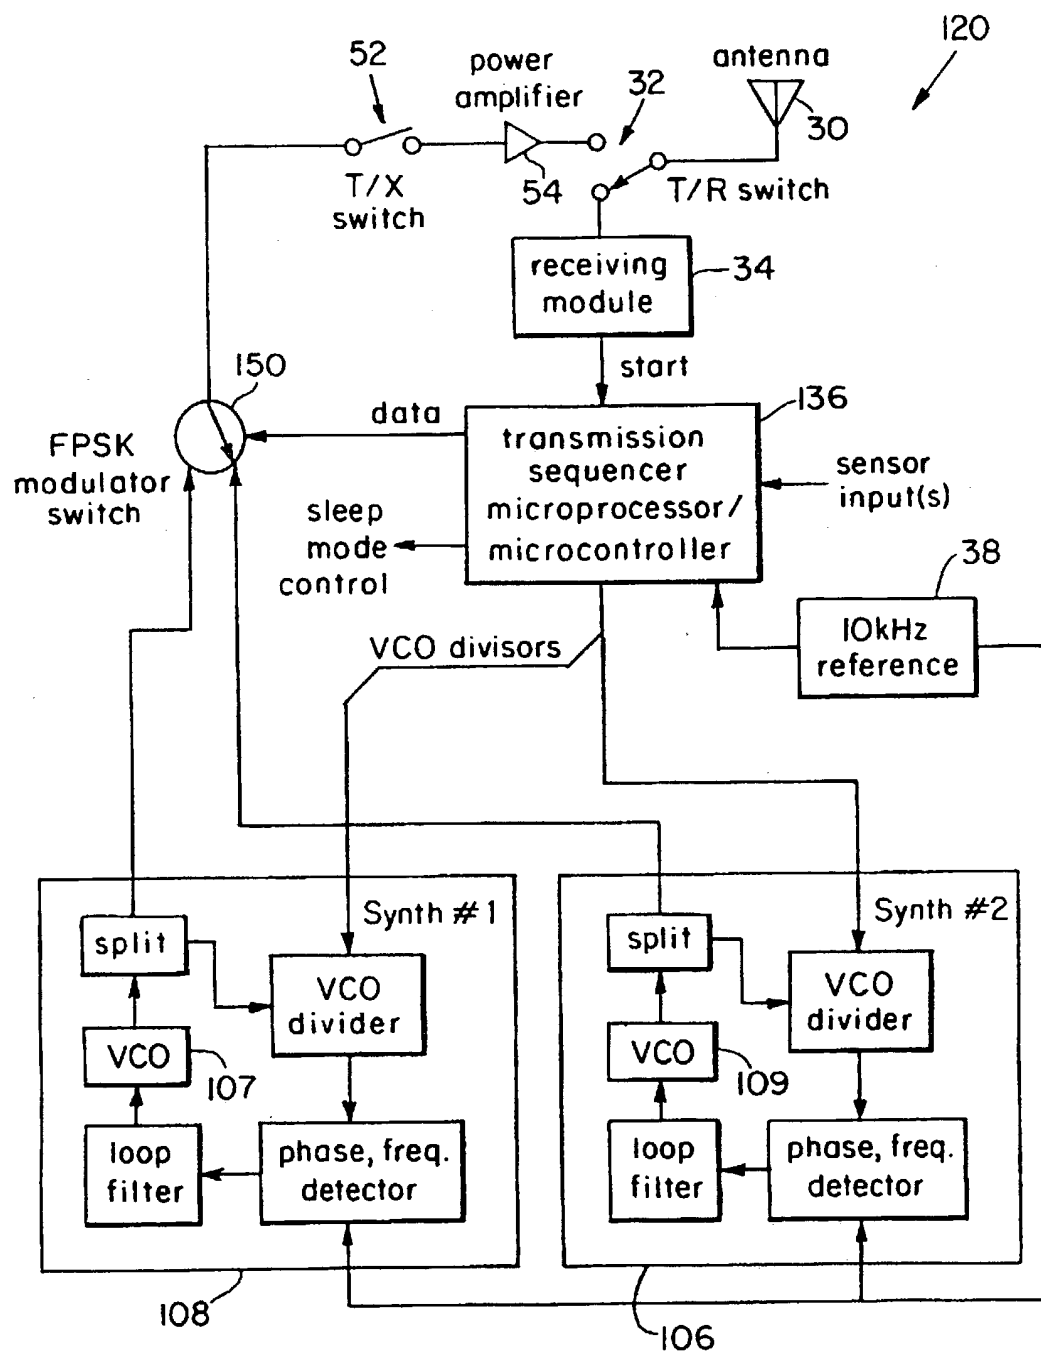 120
52
power
amplifier
32
antenna
30
54
T/X
switch
T/R switch
receiving
module
34
start
150
136
data
FPSK
modulator
switch
transmission
sequencer
microprocessor/
microcontroller
sensor
input(s)
sleep
mode
control
38
10kHz
reference
VCO divisors
Synth #1
split
VCO
divider
VCO
107
loop
filter
phase, freq.
detector
108
Synth #2
split
VCO
divider
VCO
109
loop
filter
phase, freq.
detector
106